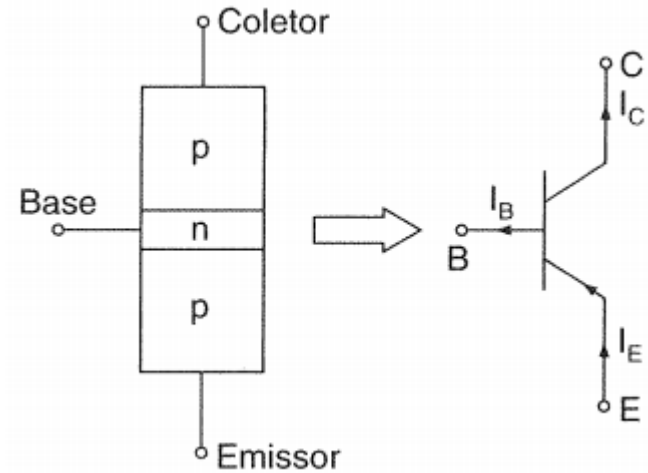 Coletor
p
Base
n
p
Emissor
C
I_C
I_B
B
I_E
E